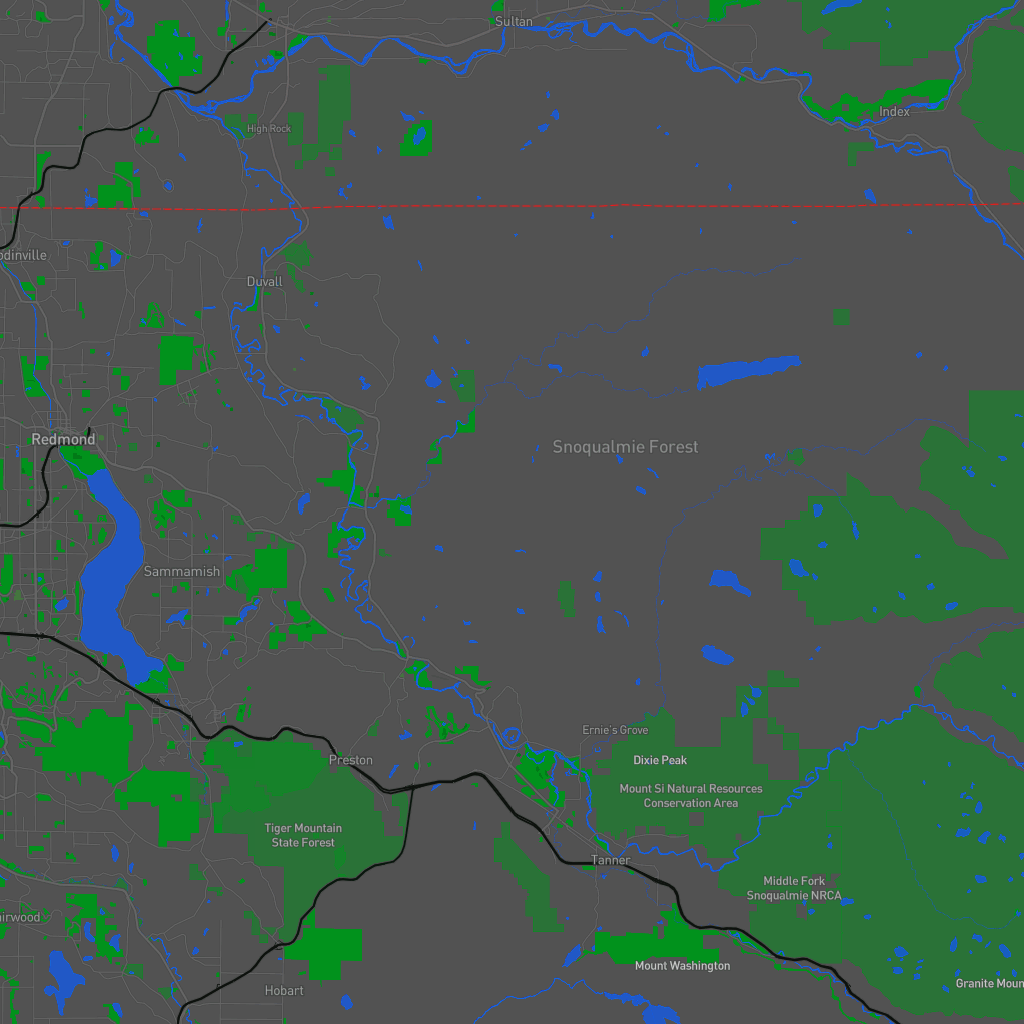 Sultan
Index
High Rock
odinville
Duvall
Redmond
Snoqualmie Forest
Sammamish
Ernie's Grove
Preston
Dixie Peak
Mount Si Natural Resources
Conservation Area
Tiger Mountain
State Forest
Tanner
Middle Fork
Snoqualmie NRCA
airwood
Mount Washington
Granite Moun
Hobart